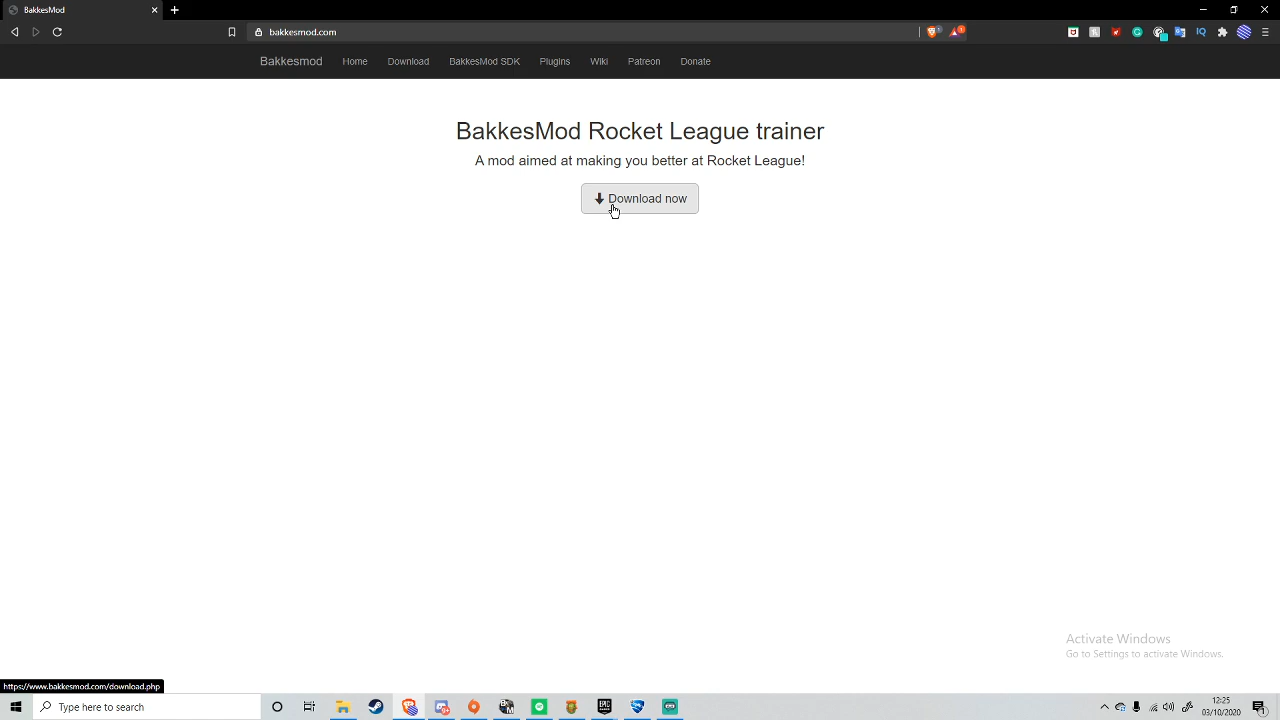 BakkesMod
bakkesmod.com
Bakkesmod Home Download BakkesMod SDK Plugins Wiki Patreon Donate
BakkesMod Rocket League trainer
A mod aimed at making you better at Rocket League!
Download now
Activate Windows
Go to Settings to activate Windows.
https://www.bakkesmod.com/download.php
Type here to search
12:25
03/10/2020